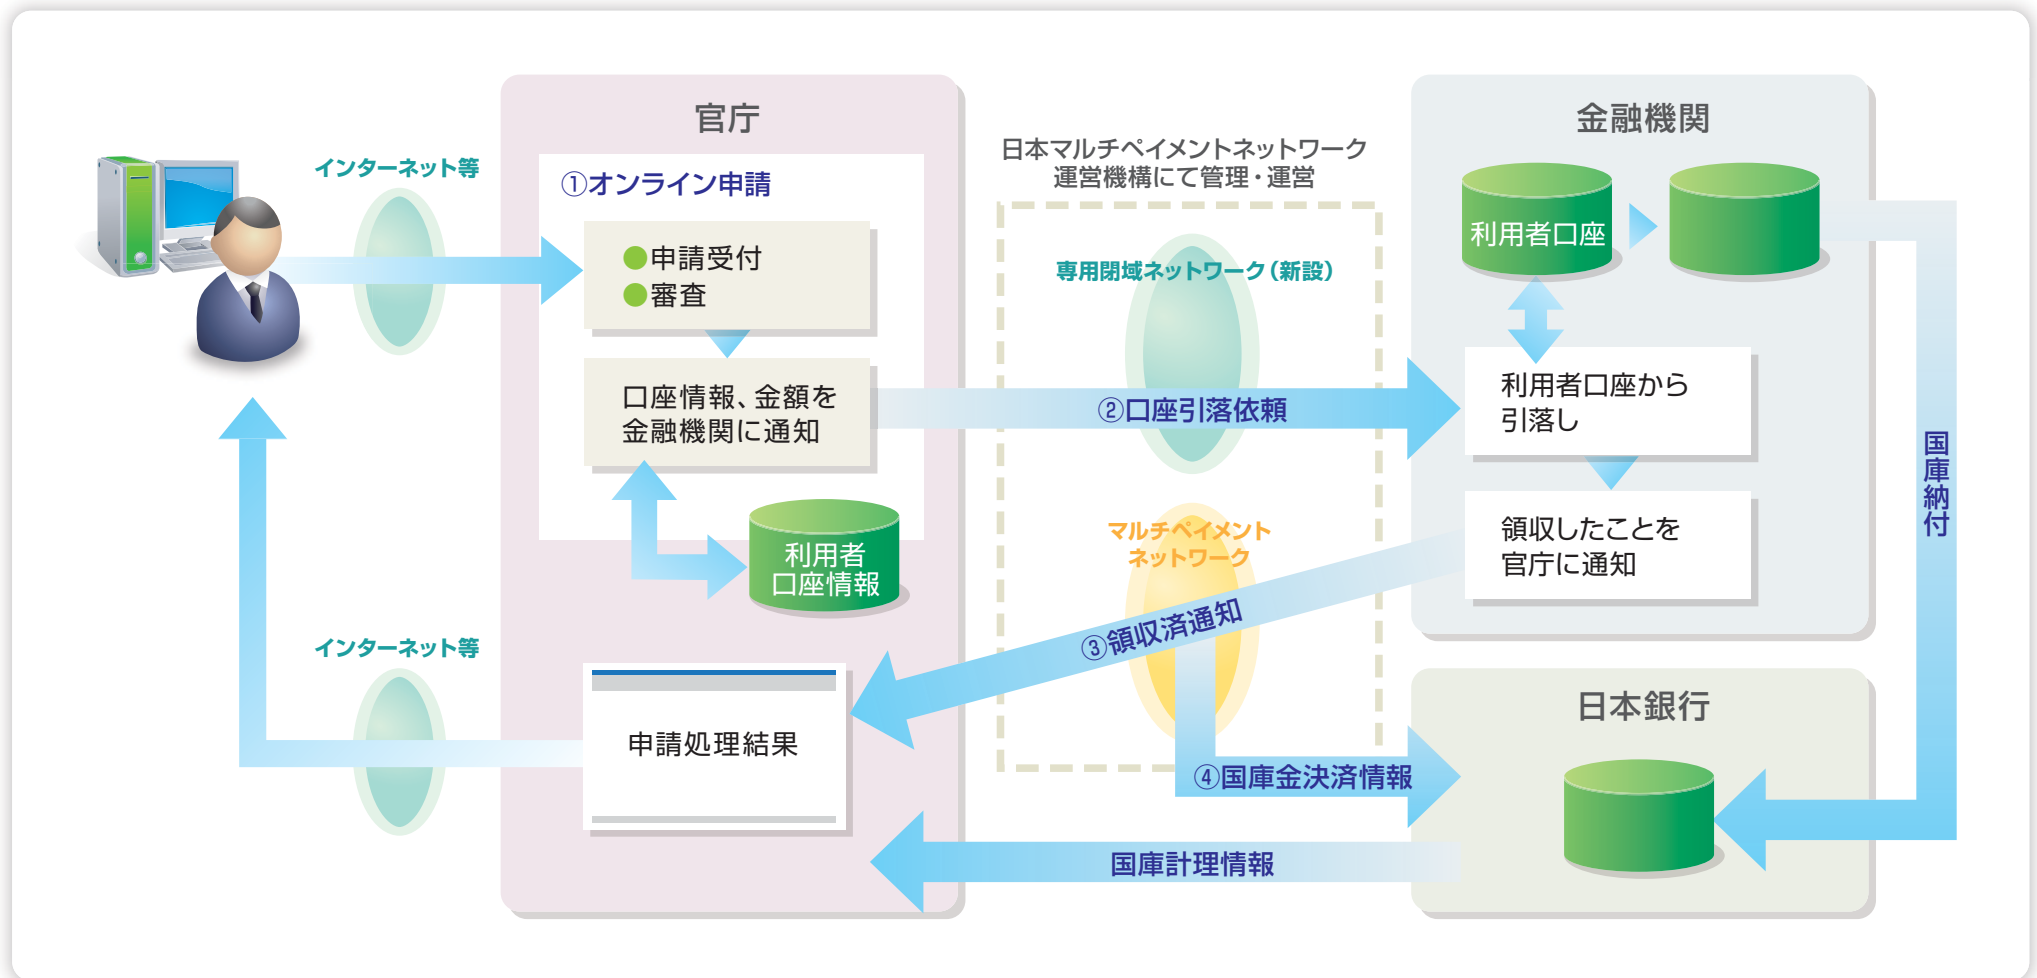 官庁
金融機関
日本マルチペイメントネットワーク
運営機構にて管理・運営
インターネット等
①オンライン申請
●申請受付
●審査
口座情報、金額を
金融機関に通知
利用者
口座情報
専用閉域ネットワーク（新設）
②口座引落依頼
マルチペイメント
ネットワーク
③領収済通知
利用者口座
利用者口座から
引落し
領収したことを
官庁に通知
国庫納付
インターネット等
申請処理結果
日本銀行
④国庫金決済情報
国庫計理情報